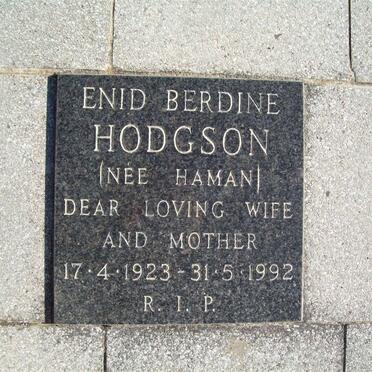 ENID BERDINE
HODGSON
(NÉE HAMAN)
DEAR LOVING WIFE
AND MOTHER
17·4·1923-31·5·1992
R.I.P.